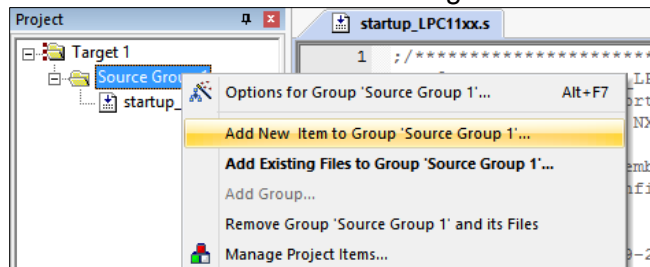 Project
startup_LPC11xx.s
Target 1
1 ;/*********************
Source Grou
startup_
Options for Group 'Source Group 1'... Alt+F7
Add New Item to Group 'Source Group 1'...
Add Existing Files to Group 'Source Group 1'...
Add Group...
Remove Group 'Source Group 1' and its Files
Manage Project Items...